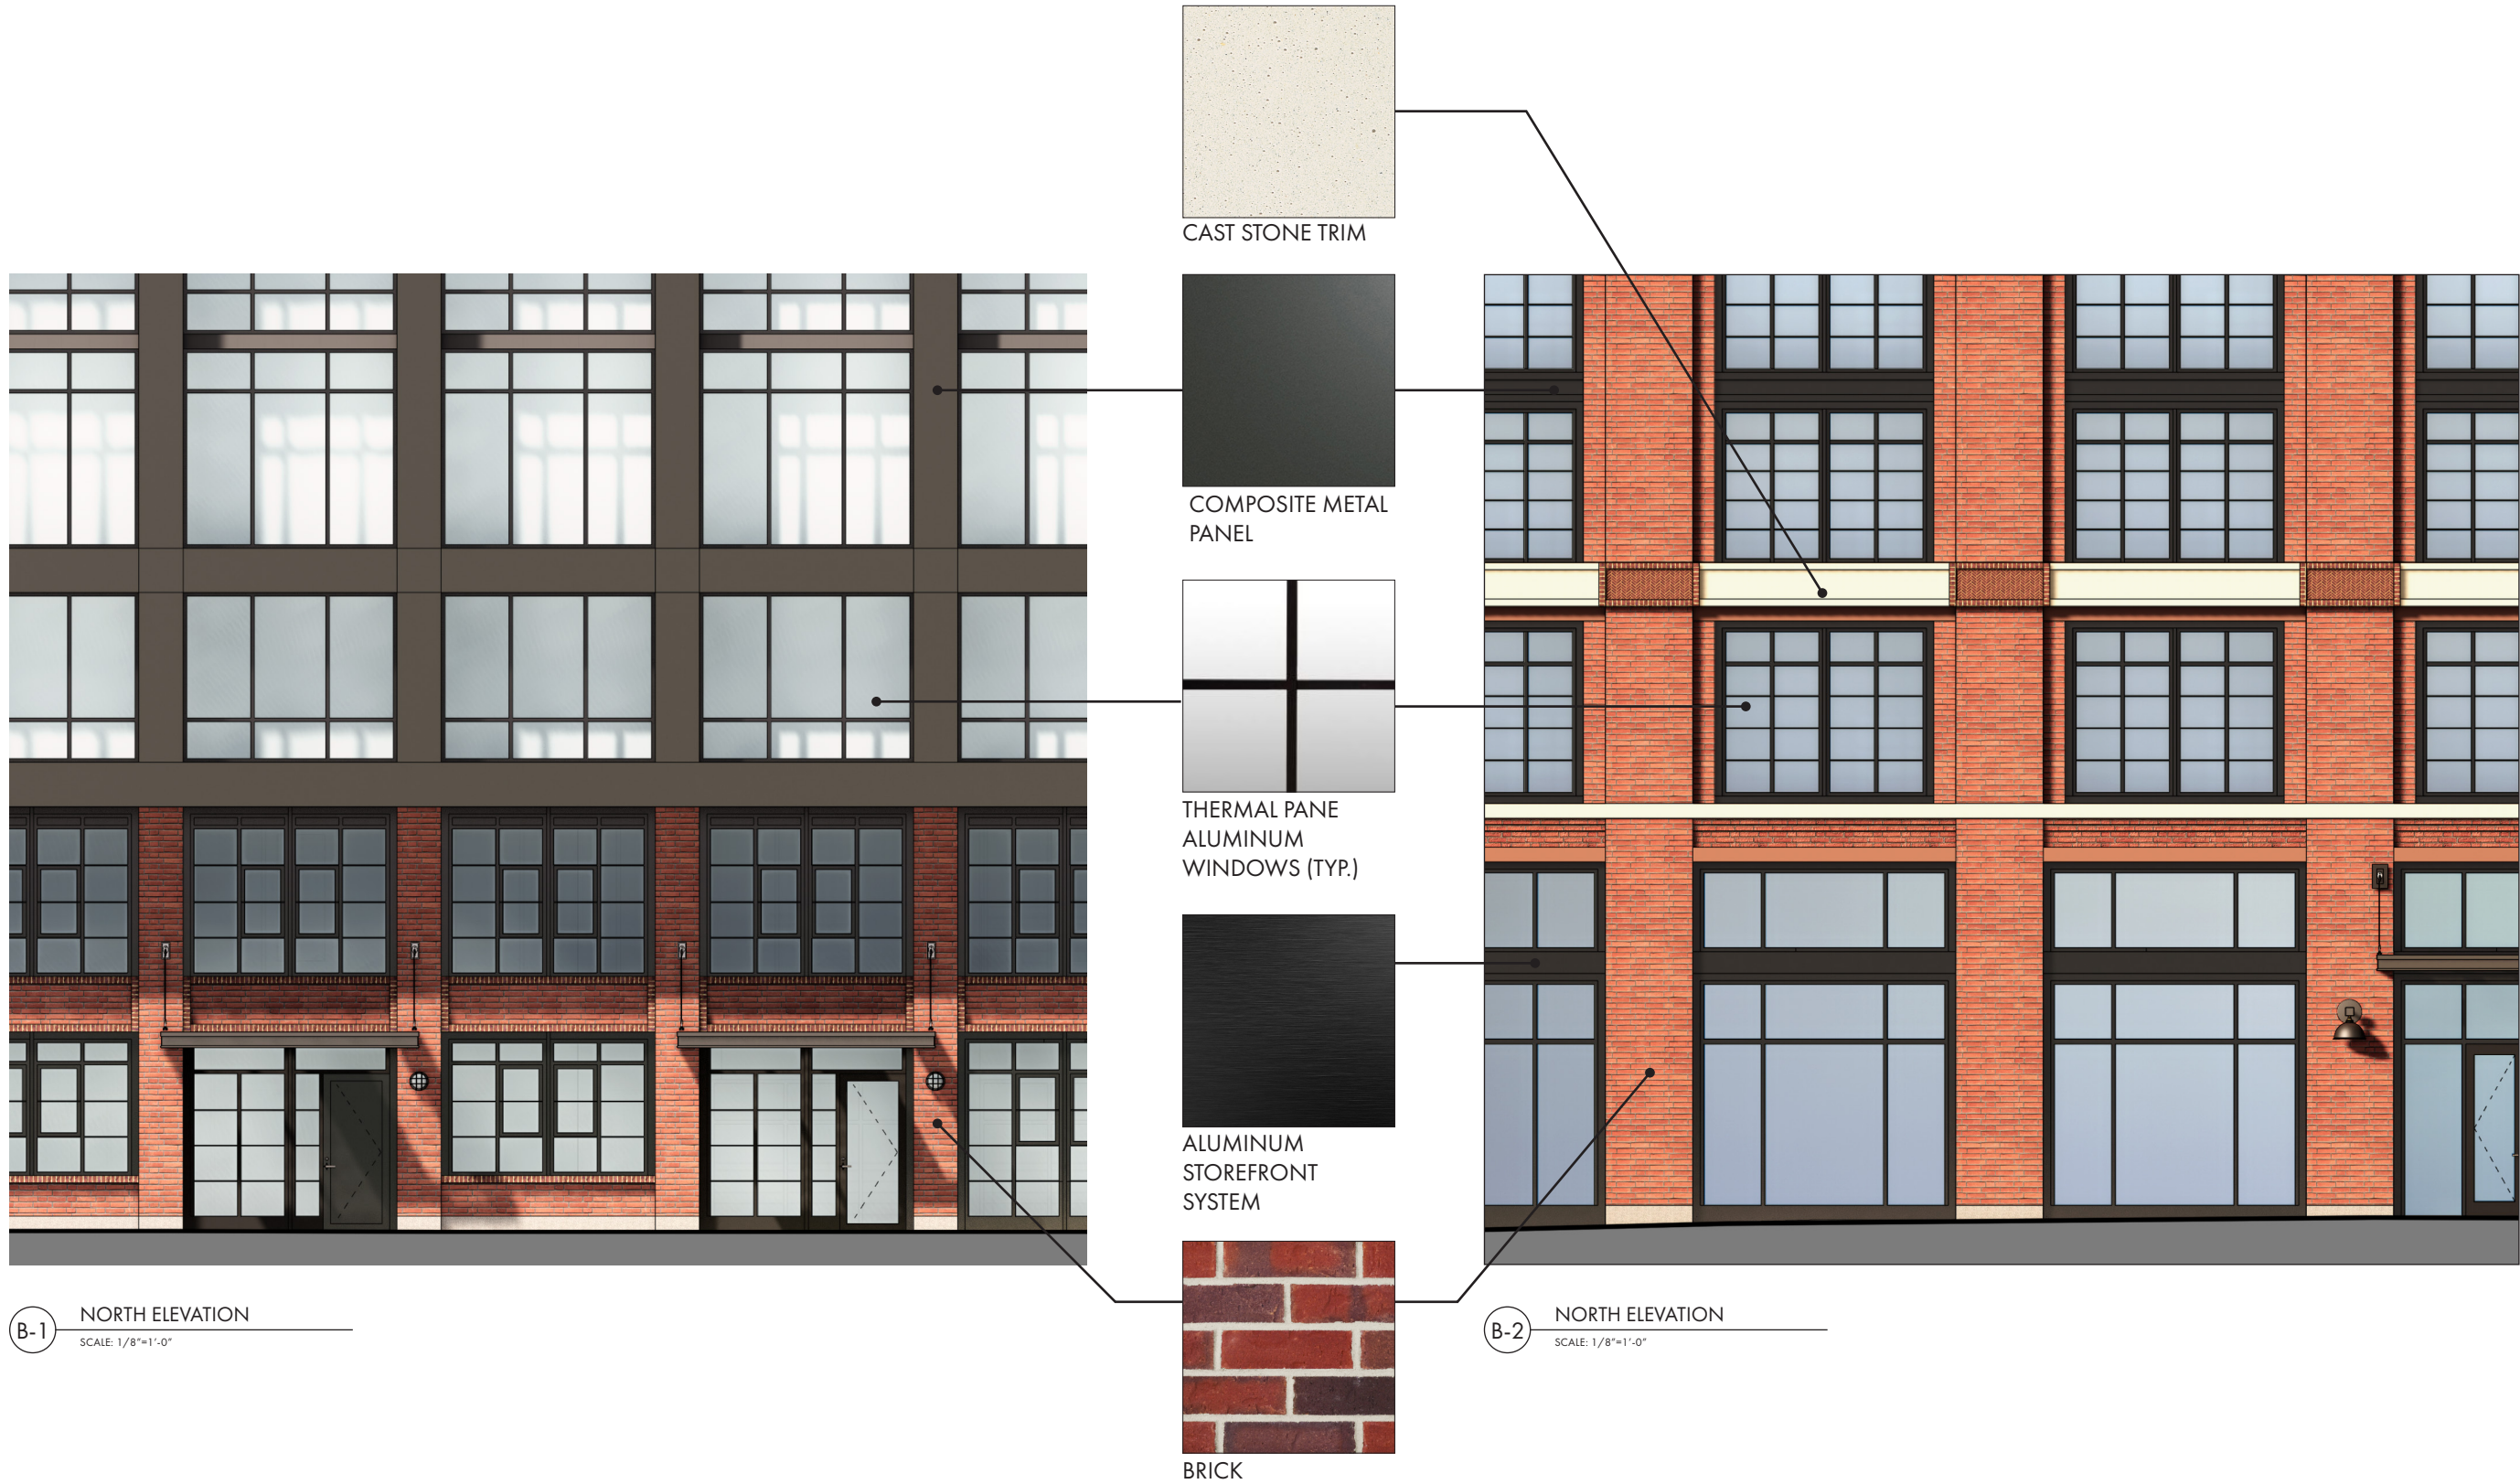 CAST STONE TRIM
COMPOSITE METAL
PANEL
THERMAL PANE
ALUMINUM
WINDOWS (TYP.)
ALUMINUM
STOREFRONT
SYSTEM
BRICK
B-1
NORTH ELEVATION
SCALE: 1/8"=1'-0"
B-2
NORTH ELEVATION
SCALE: 1/8"=1'-0"